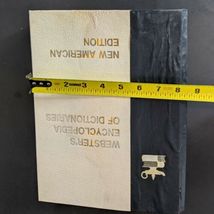 NEW AMERICAN
EDITION
1 2 3 4 5 6 7 8 9
WEBSTER'S
ENCYCLOPEDIA
OF DICTIONARIES